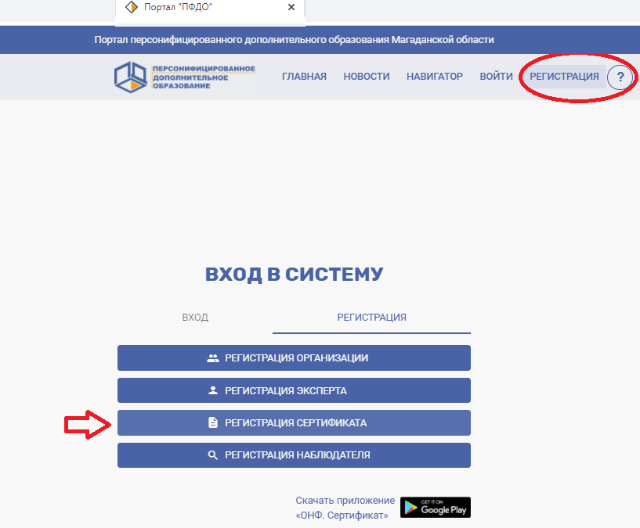 Портал "ПФДО"
Портал персонифицированного дополнительного образования Магаданской области
ПЕРСОНИФИЦИРОВАННОЕ
ДОПОЛНИТЕЛЬНОЕ
ОБРАЗОВАНИЕ
ГЛАВНАЯ НОВОСТИ НАВИГАТОР ВОЙТИ РЕГИСТРАЦИЯ ?
ВХОД В СИСТЕМУ
ВХОД РЕГИСТРАЦИЯ
РЕГИСТРАЦИЯ ОРГАНИЗАЦИИ
РЕГИСТРАЦИЯ ЭКСПЕРТА
РЕГИСТРАЦИЯ СЕРТИФИКАТА
РЕГИСТРАЦИЯ НАБЛЮДАТЕЛЯ
Скачать приложение
«ОНФ. Сертификат»
GET IT ON
Google Play